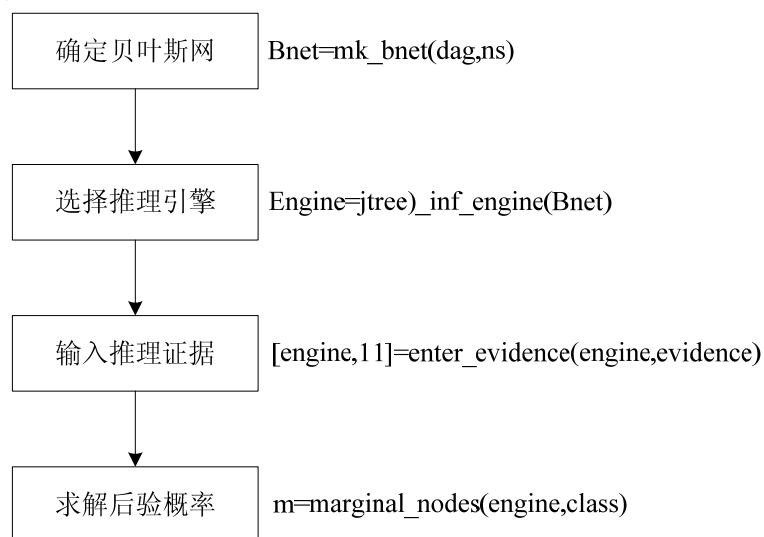 确定贝叶斯网 Bnet=mk_bnet(dag,ns)
选择推理引擎 Engine=jtree)_inf_engine(Bnet)
输入推理证据 [engine,11]=enter_evidence(engine,evidence)
求解后验概率 m=marginal_nodes(engine,class)